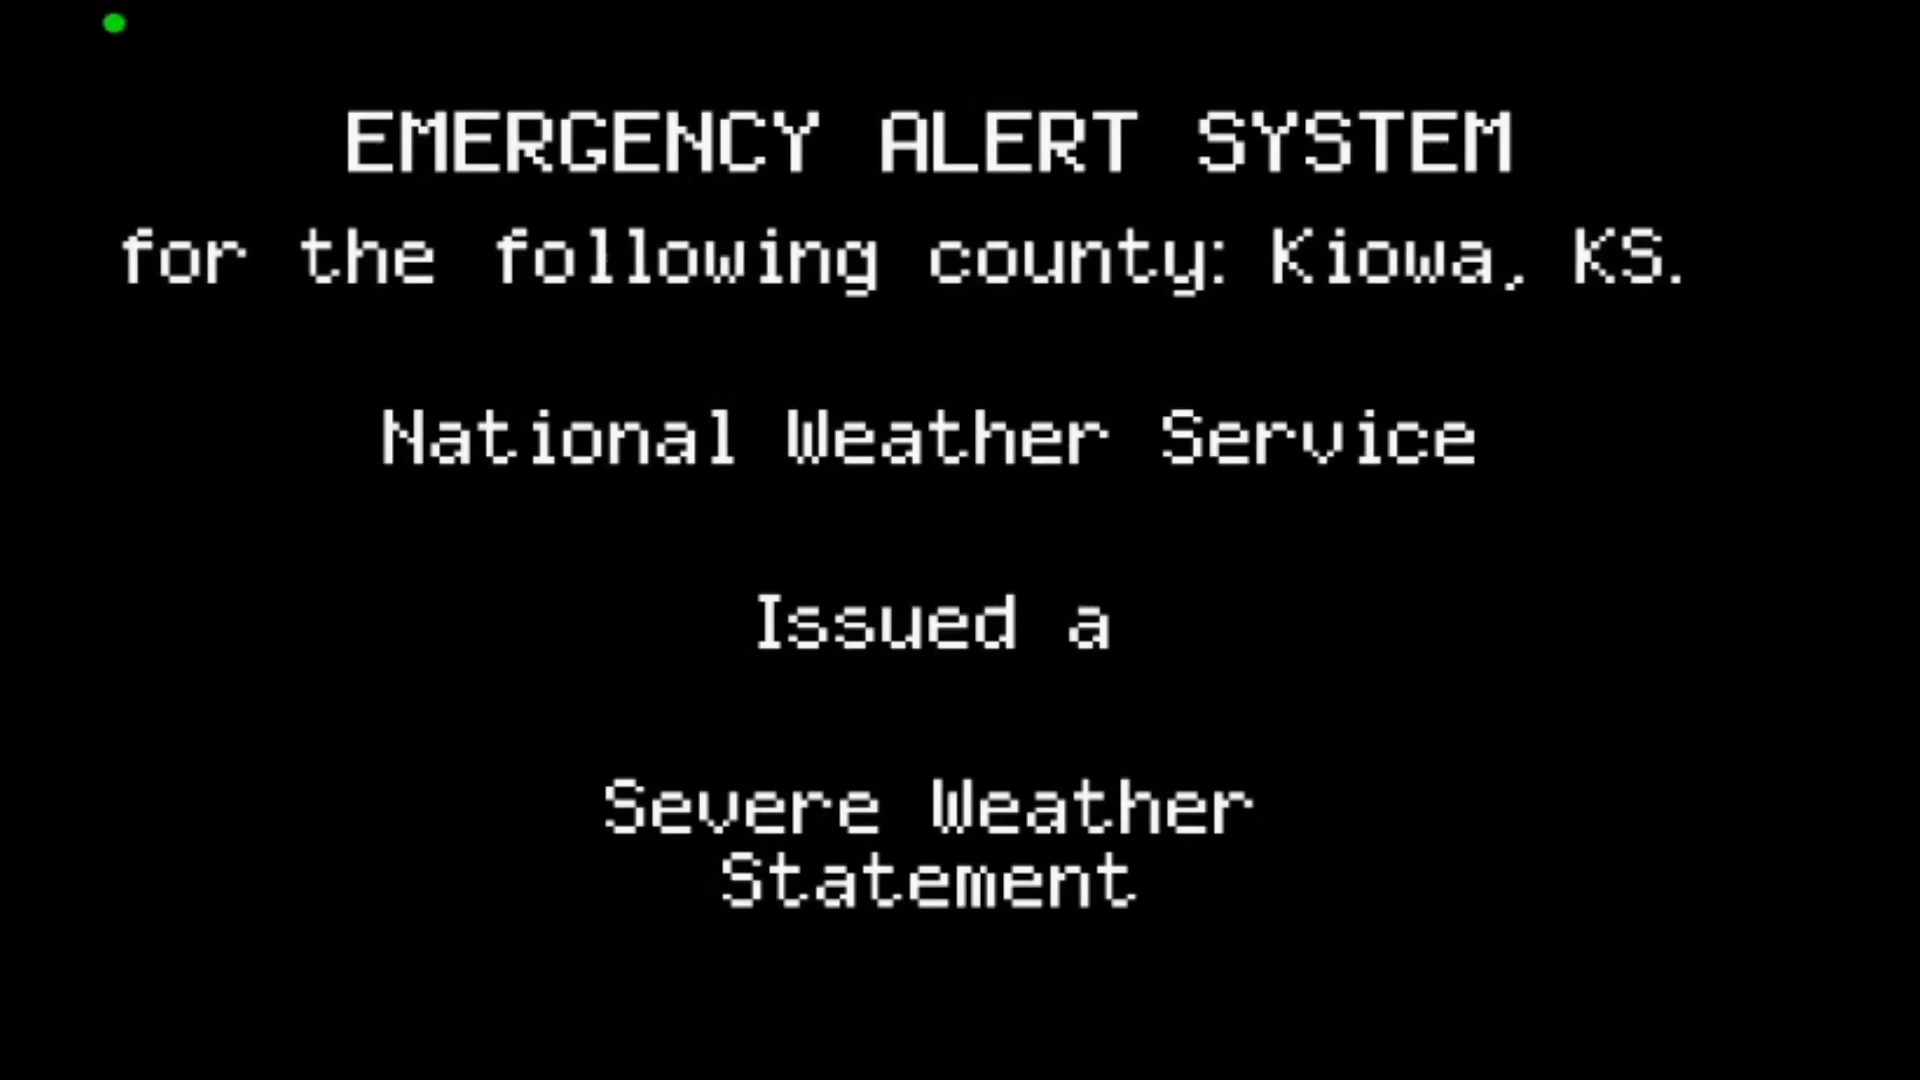 EMERGENCY ALERT SYSTEM
for the following county: Kiowa, KS.
National Weather Service
Issued a
Severe Weather
Statement